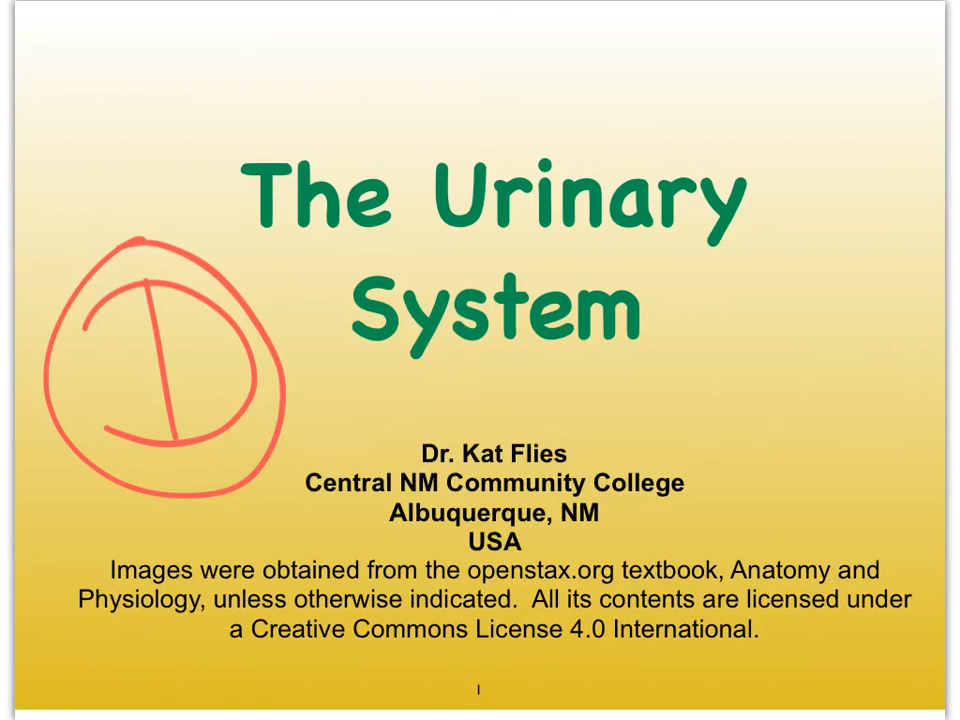 The Urinary
System
D
Dr. Kat Flies
Central NM Community College
Albuquerque, NM
USA
Images were obtained from the openstax.org textbook, Anatomy and
Physiology, unless otherwise indicated.  All its contents are licensed under
a Creative Commons License 4.0 International.
1